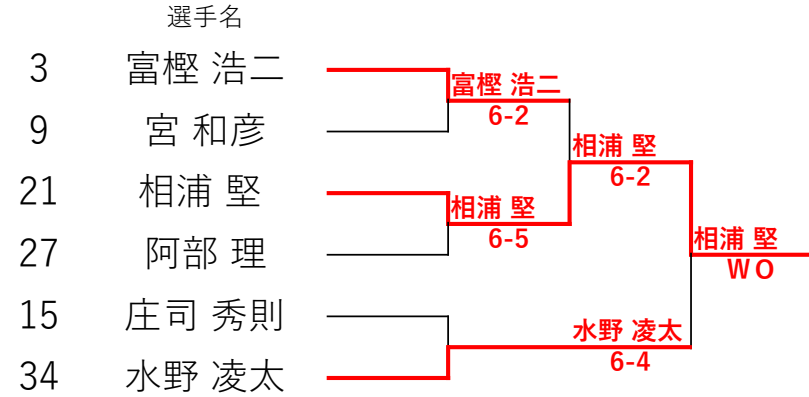 選手名
3 富樫 浩二
富樫 浩二
6-2
9 宮 和彦
相浦 堅
6-2
21 相浦 堅
相浦 堅
6-5
27 阿部 理
相浦 堅
WO
15 庄司 秀則
水野 凌太
6-4
34 水野 凌太